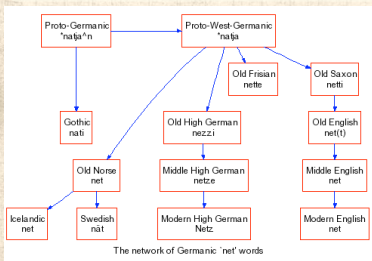 Proto-Germanic
*natja^n
Proto-West-Germanic
*natja
Old Frisian
nette
Old Saxon
netti
Gothic
nati
Old High German
nezzi
Old English
net(t)
Old Norse
net
Middle High German
netze
Middle English
net
Icelandic
net
Swedish
nät
Modern High German
Netz
Modern English
net
The network of Germanic `net' words